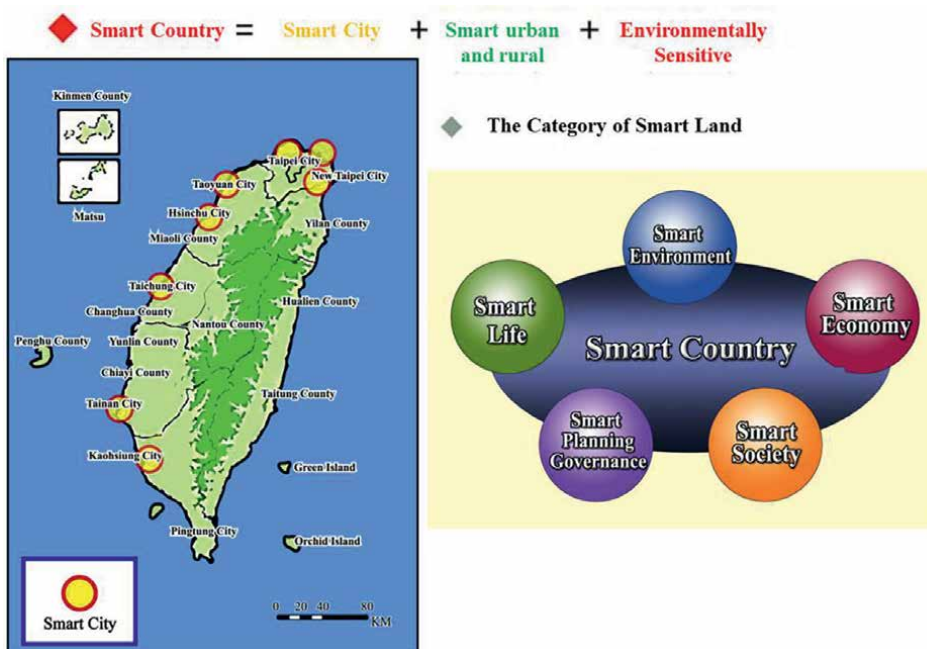 Smart Country = Smart City + Smart urban and rural + Environmentally Sensitive
Kinmen County
Matsu
Taipei City
New Taipei City
Taoyuan City
Hsinchu City
Yilan County
Miaoli County
Taichung City
Hualien County
Changhua County
Nantou County
Penghu County
Yunlin County
Chiayi County
Taitung County
Tainan City
Kaohsiung City
Green Island
Pingtung City
Orchid Island
Smart City
0 20 40 80
KM
The Category of Smart Land
Smart
Environment
Smart
Life
Smart
Economy
Smart Country
Smart
Planning
Governance
Smart
Society